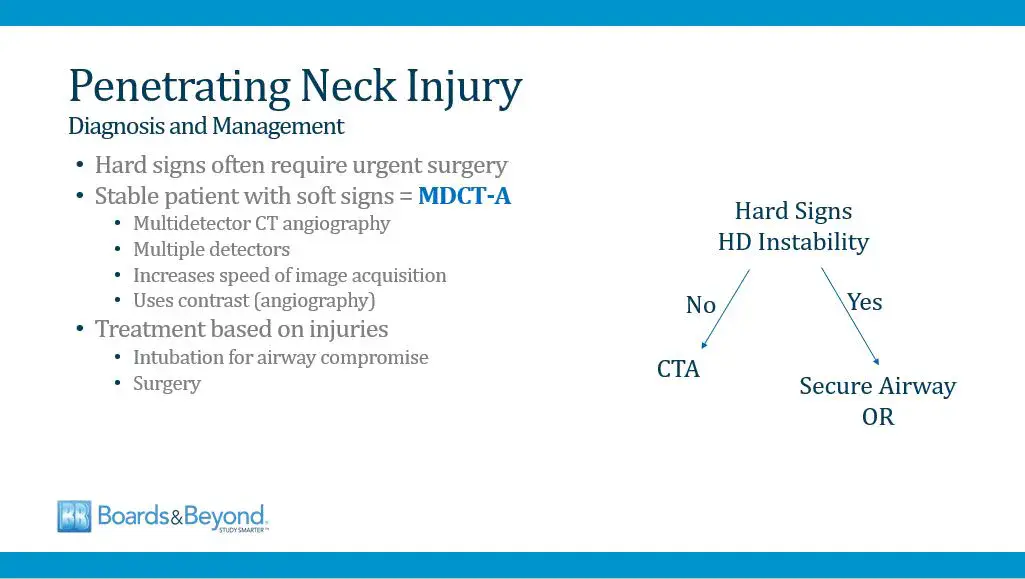 Penetrating Neck Injury
Diagnosis and Management
• Hard signs often require urgent surgery
• Stable patient with soft signs = MDCT-A
• Multidetector CT angiography
• Multiple detectors
• Increases speed of image acquisition
• Uses contrast (angiography)
• Treatment based on injuries
• Intubation for airway compromise
• Surgery
Hard Signs
HD Instability
No
Yes
CTA
Secure Airway
OR
BB
Boards&Beyond®
STUDY SMARTER™